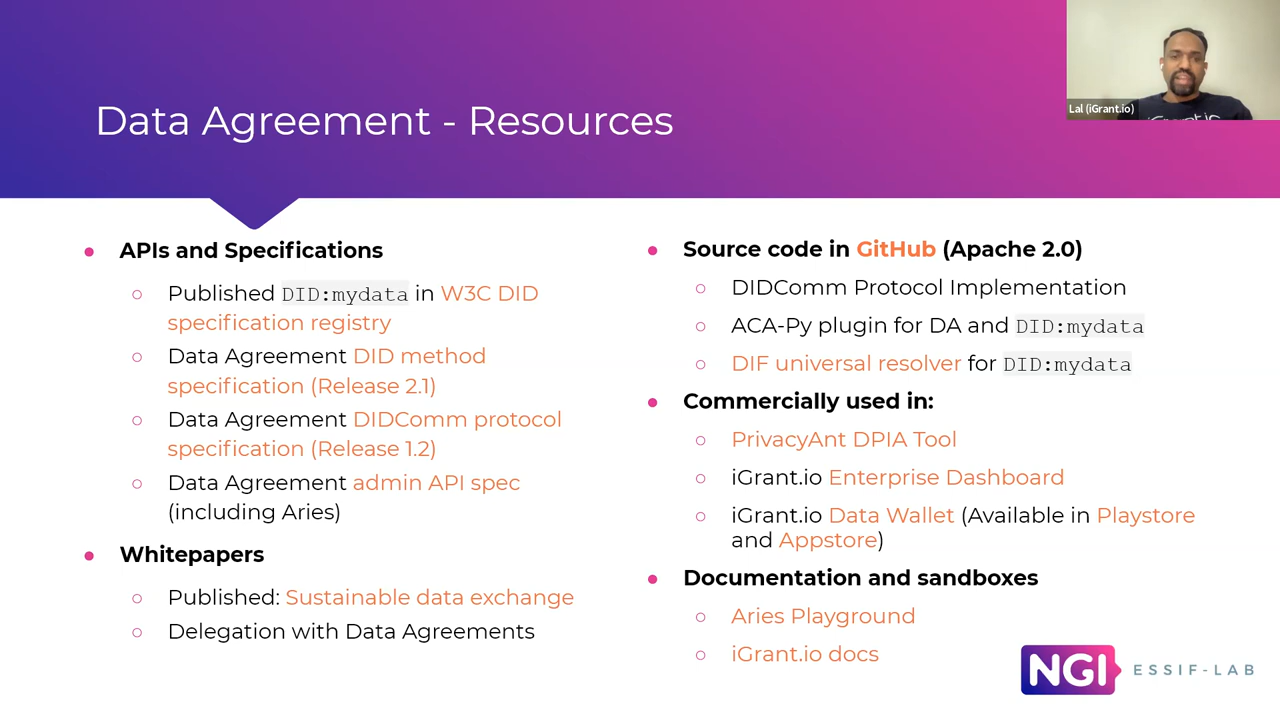 Data Agreement - Resources
Lal (iGrant.io)
APIs and Specifications
Published DID:mydata in W3C DID
specification registry
Data Agreement DID method
specification (Release 2.1)
Data Agreement DIDComm protocol
specification (Release 1.2)
Data Agreement admin API spec
(including Aries)
Whitepapers
Published: Sustainable data exchange
Delegation with Data Agreements
Source code in GitHub (Apache 2.0)
DIDComm Protocol Implementation
ACA-Py plugin for DA and DID:mydata
DIF universal resolver for DID:mydata
Commercially used in:
PrivacyAnt DPIA Tool
iGrant.io Enterprise Dashboard
iGrant.io Data Wallet (Available in Playstore
and Appstore)
Documentation and sandboxes
Aries Playground
iGrant.io docs
NGI ESSIF-LAB